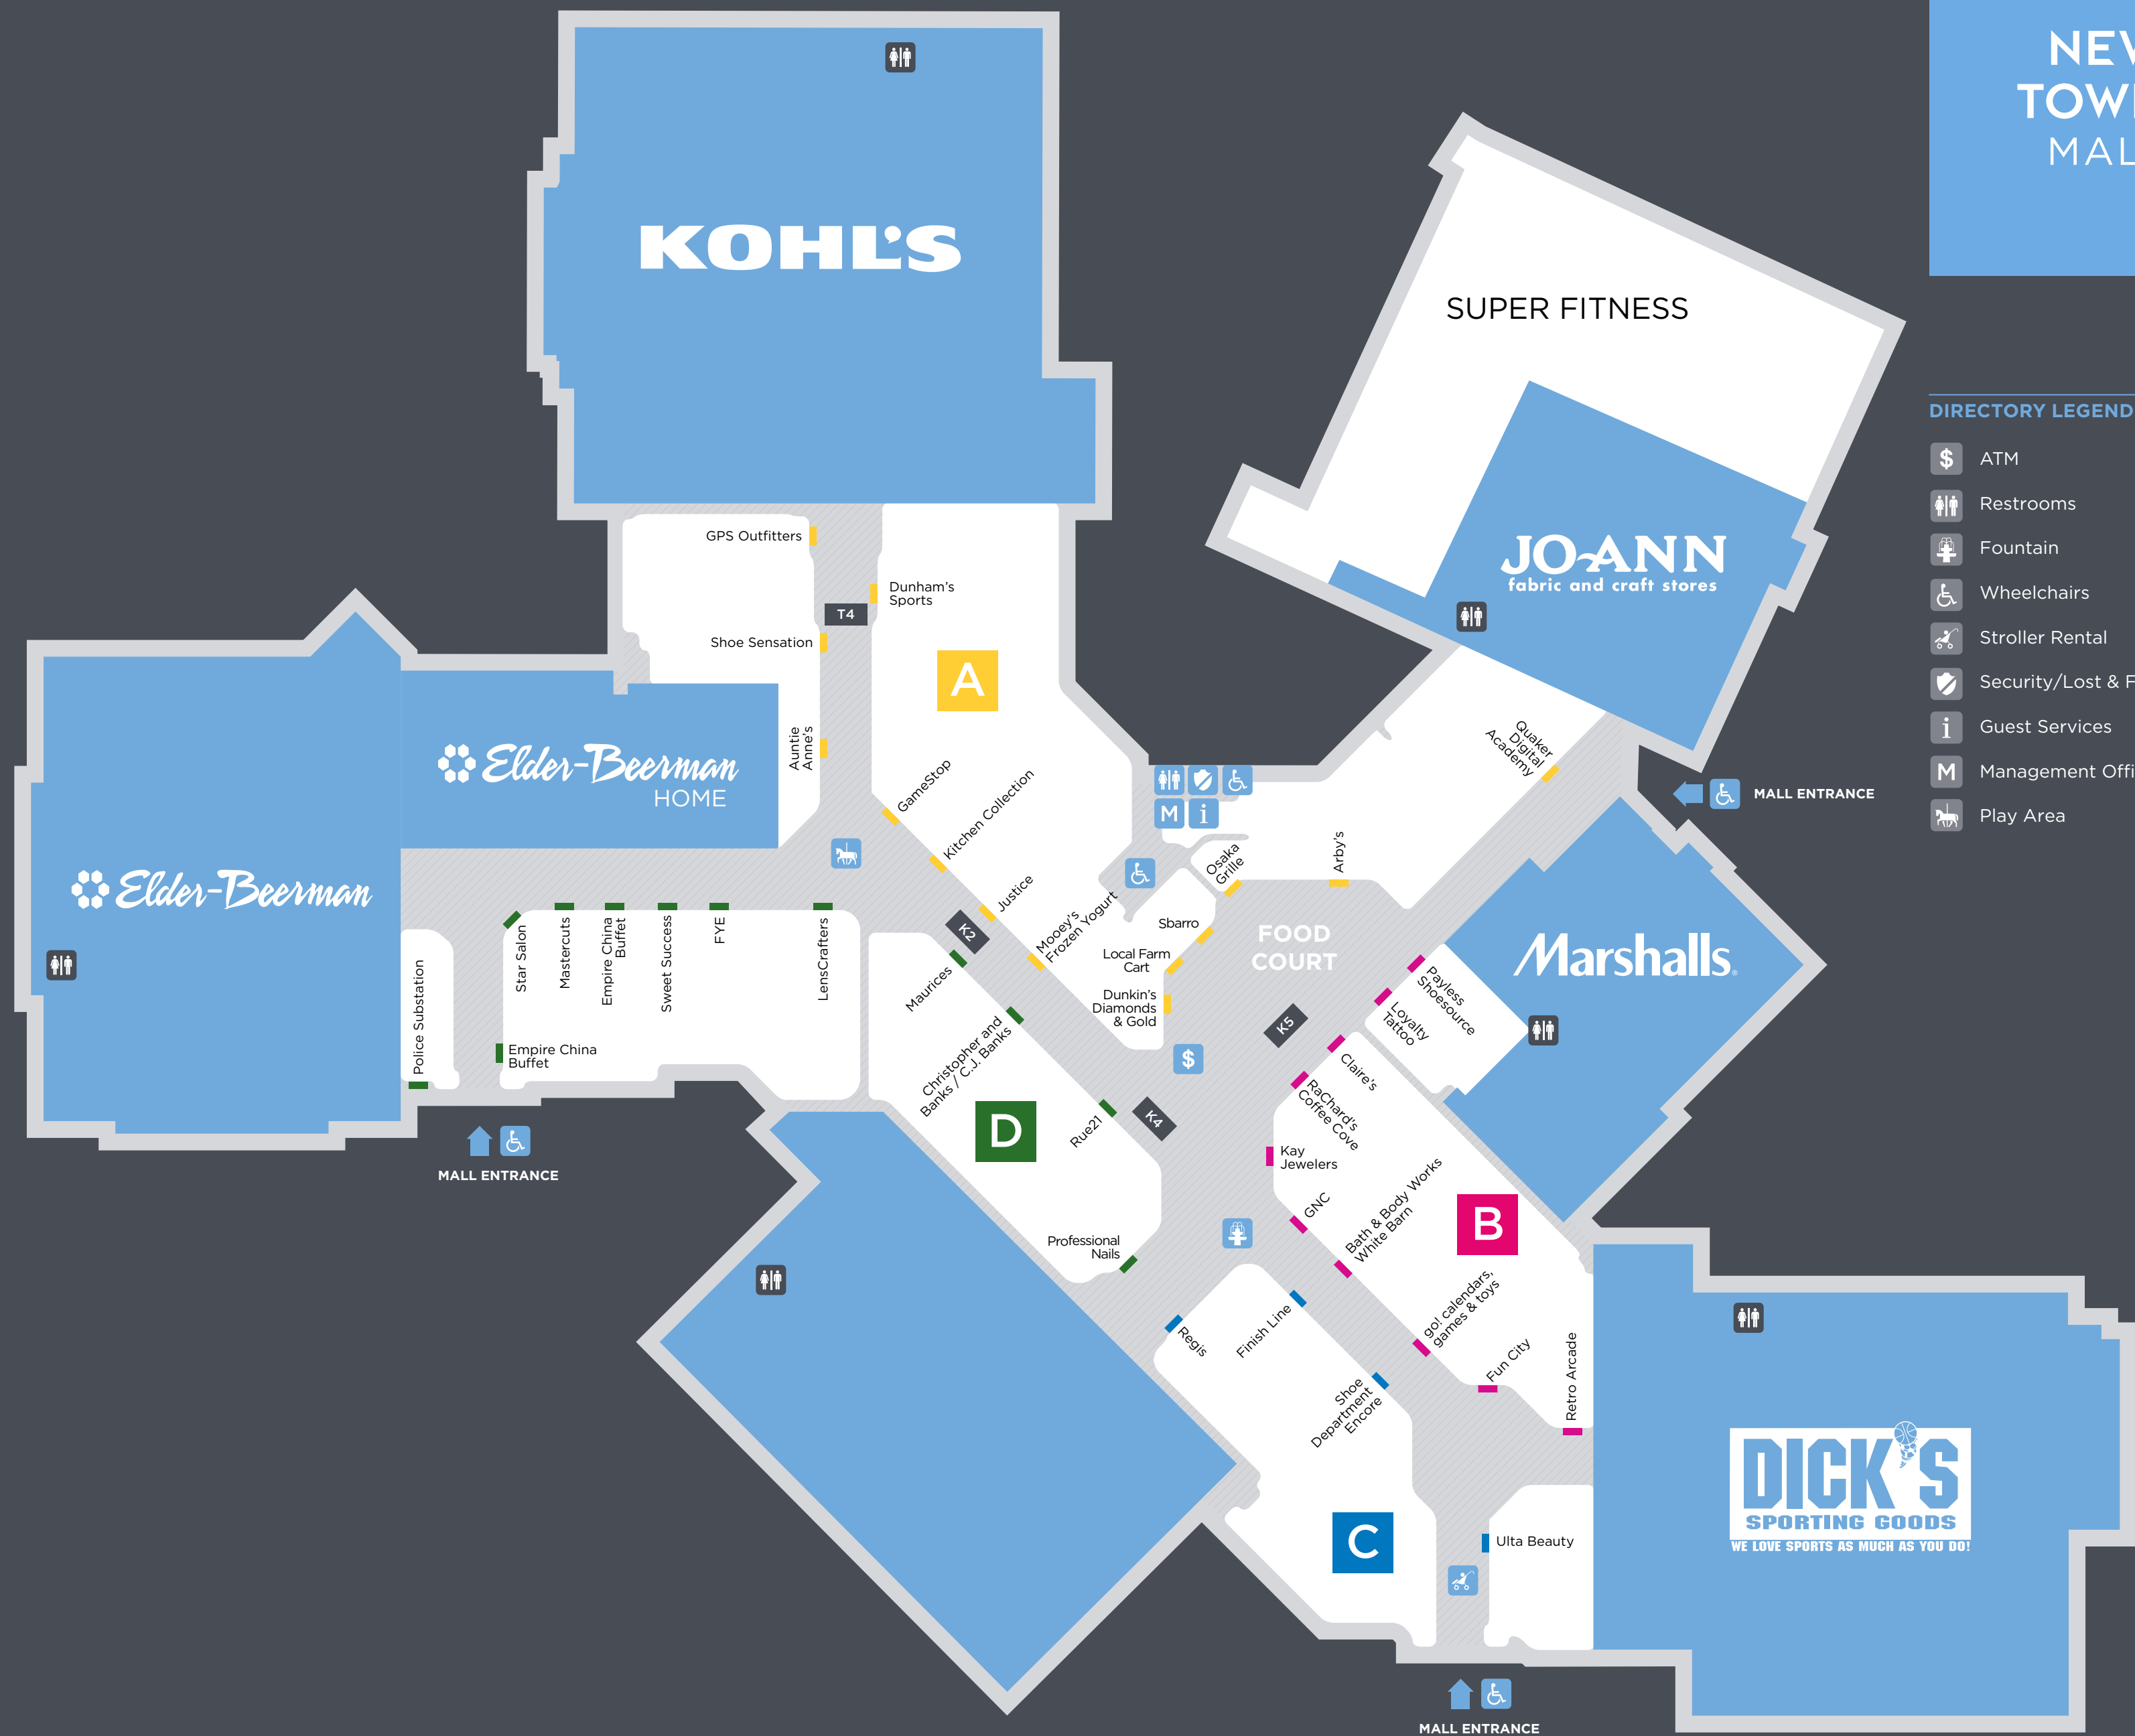 NEW
TOW
MAL
KOHL'S
SUPER FITNESS
DIRECTORY LEGEND
$ ATM
Restrooms
Fountain
Wheelchairs
Stroller Rental
Security/Lost & F
i Guest Services
M Management Offi
Play Area
JO-ANN
fabric and craft stores
GPS Outfitters
Dunham's
Sports
T4
Shoe Sensation
A
Auntie
Anne's
Elder-Beerman
HOME
Elder-Beerman
GameStop
Kitchen Collection
Justice
Mooey's
Frozen Yogurt
K2
M
i
Osaka
Grille
Arby's
Quaker
Digital
Academy
MALL ENTRANCE
Sbarro
Local Farm
Cart
Dunkin's
Diamonds
& Gold
FOOD
COURT
Marshalls®
Payless
Shoesource
Loyalty
Tattoo
K5
$
Police Substation
Star Salon
Mastercuts
Empire China
Buffet
Sweet Success
FYE
LensCrafters
Empire China
Buffet
MALL ENTRANCE
Maurices
Christopher and
Banks / C.J. Banks
D
Rue21
K4
Professional
Nails
Claire's
RaChard's
Coffee Cove
Kay
Jewelers
GNC
Bath & Body Works
White Barn
B
go! calendars,
games & toys
Fun City
Retro Arcade
Regis
Finish Line
Shoe
Department
Encore
C
Ulta Beauty
DICK'S
SPORTING GOODS
WE LOVE SPORTS AS MUCH AS YOU DO!
MALL ENTRANCE